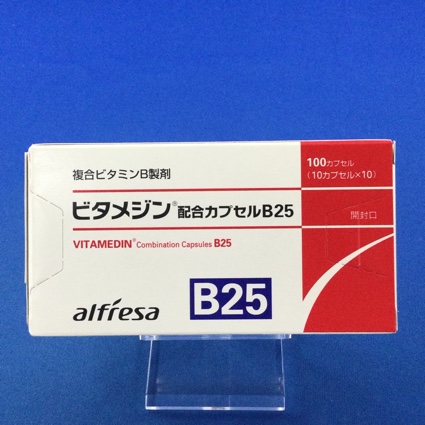 複合ビタミンB製剤
ビタメジン®配合カプセルB25
VITAMEDIN® Combination Capsules B25
alfresa
B25
100カプセル
(10カプセル×10)
開封口